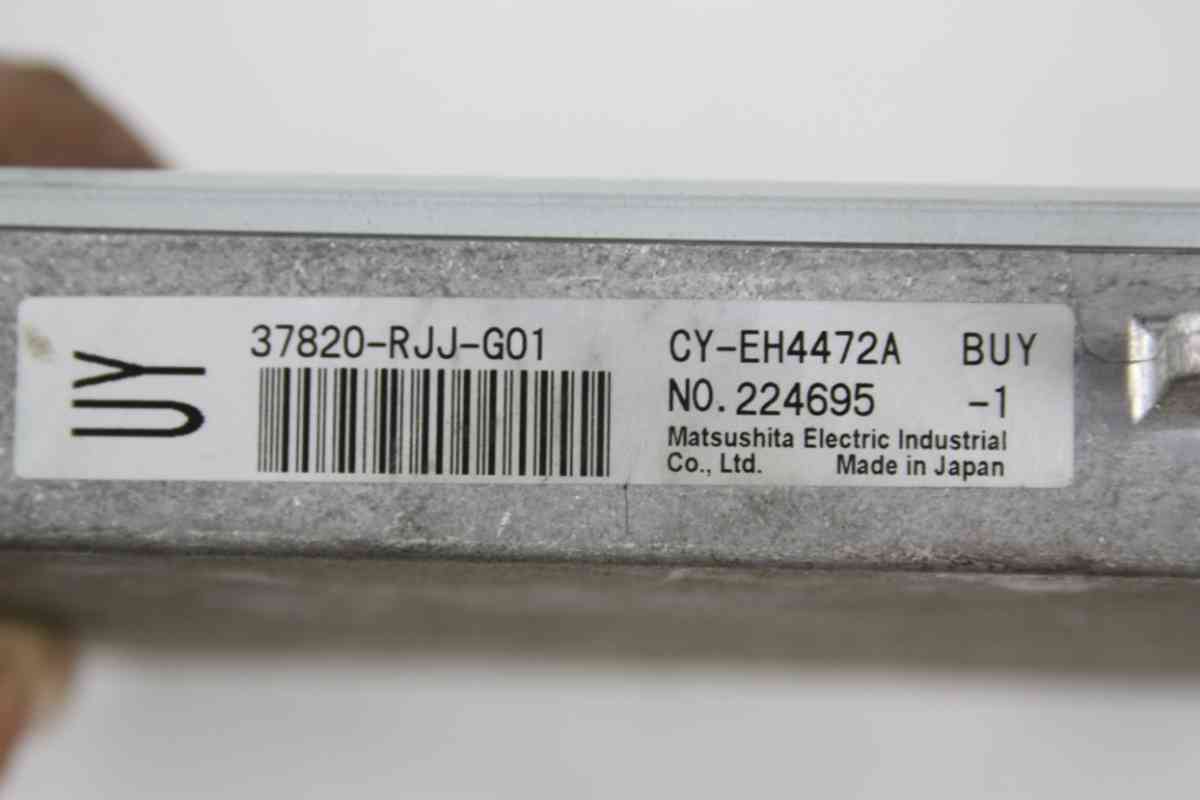 UY
37820-RJJ-G01
CY-EH4472A BUY
NO. 224695 -1
Matsushita Electric Industrial
Co., Ltd. Made in Japan